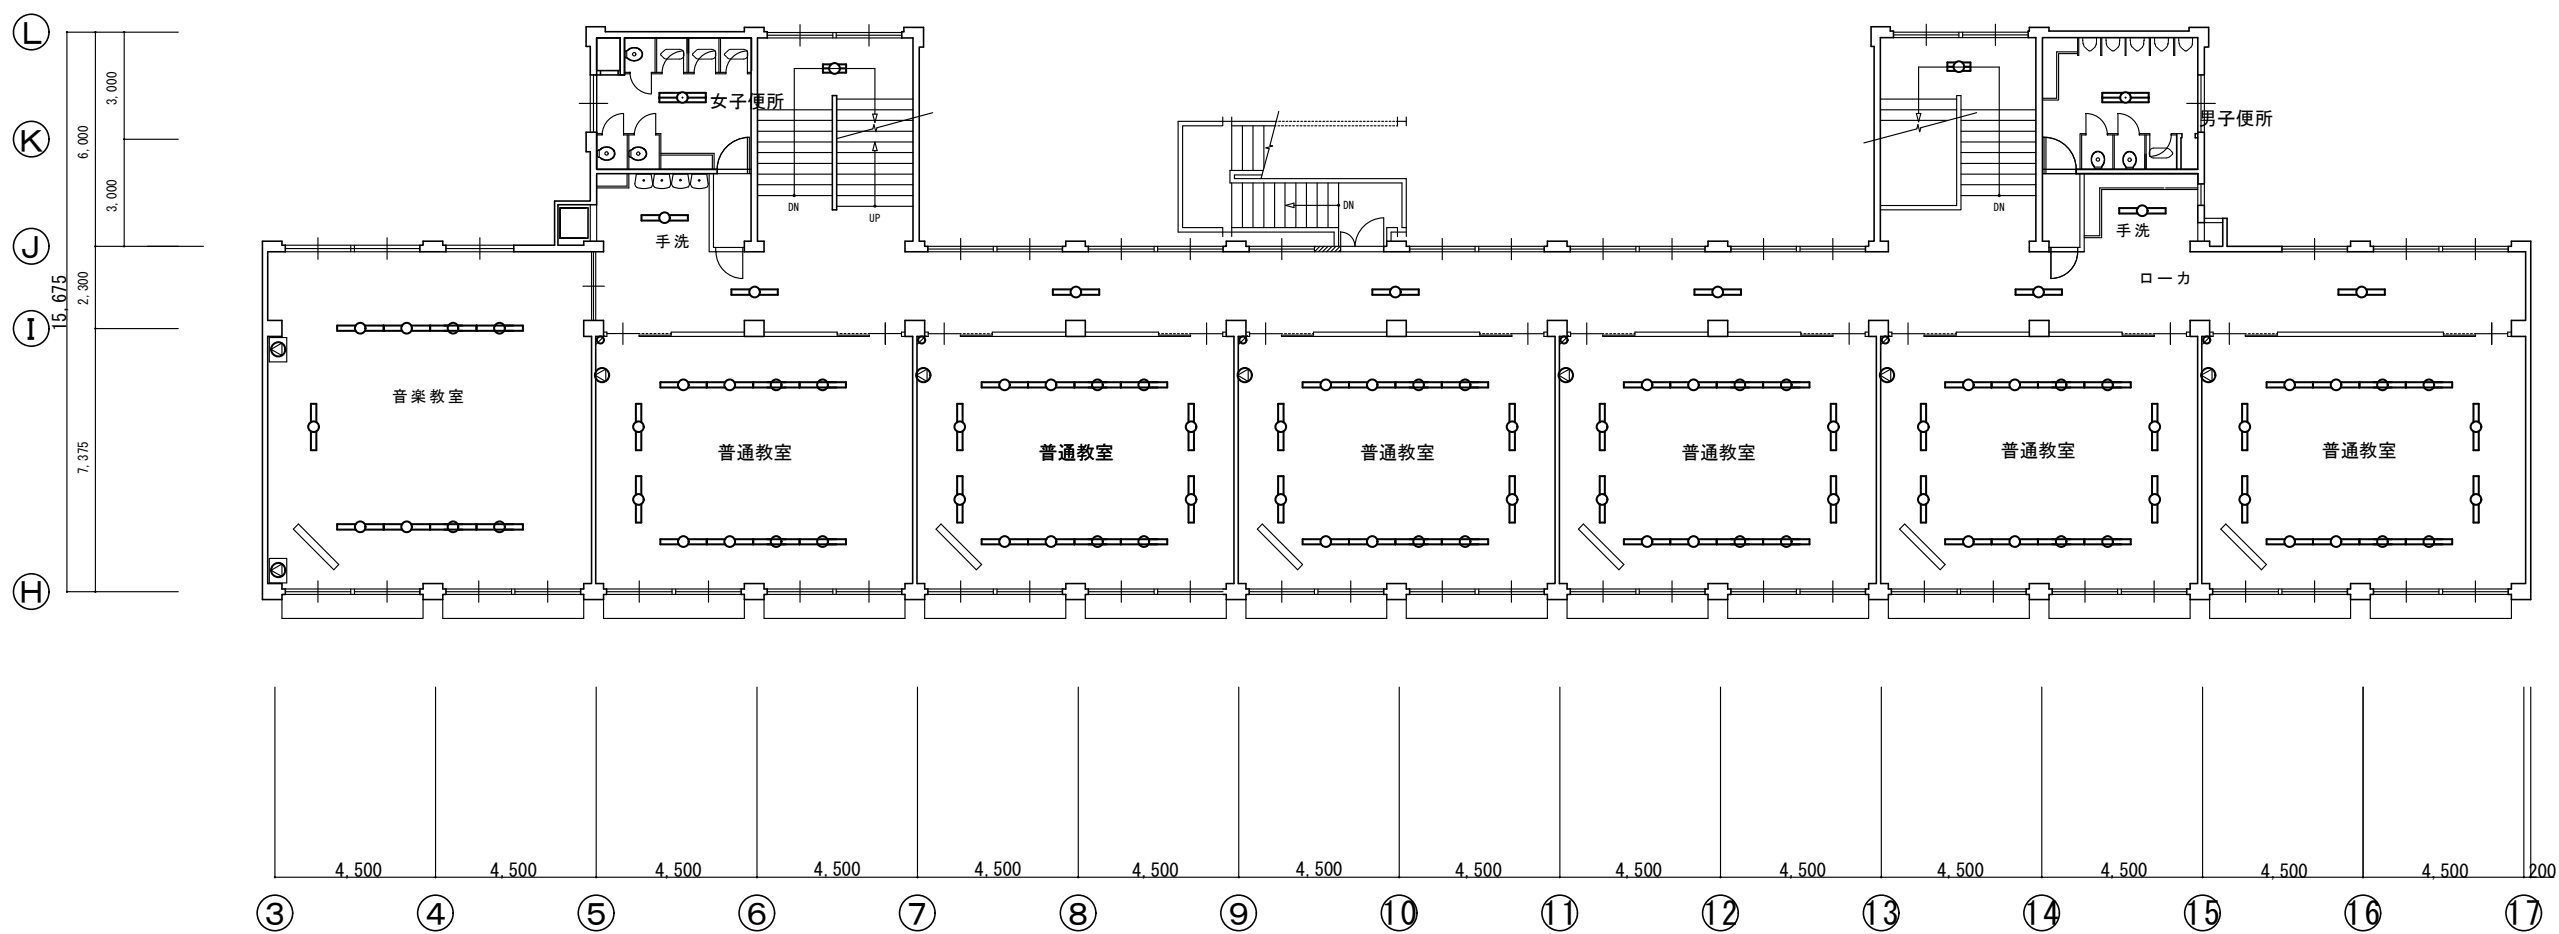 L
3,000
女子便所
男子便所
K
6,000
3,000
DN
UP
DN
DN
手洗
手洗
J
ローカ
15,675
2,300
I
音楽教室
7,375
普通教室
普通教室
普通教室
普通教室
普通教室
普通教室
H
4,500
4,500
4,500
4,500
4,500
4,500
4,500
4,500
4,500
4,500
4,500
4,500
4,500
4,500
200
3
4
5
6
7
8
9
10
11
12
13
14
15
16
17